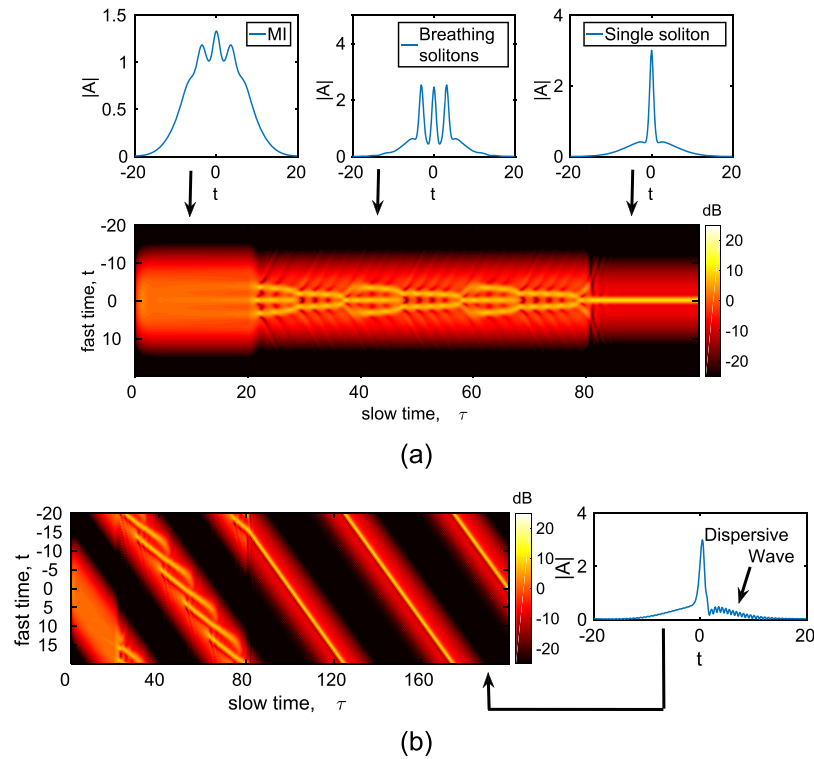 1.5
1
0.5
0
|A|
MI
-20
0
20
t
4
2
0
|A|
Breathing
solitons
-20
0
20
t
4
2
0
|A|
Single soliton
-20
0
20
t
-20
-10
0
10
fast time, t
0
20
40
60
80
slow time, τ
dB
20
10
0
-10
-20
(a)
-20
-15
-10
-5
0
5
10
15
fast time, t
0
40
80
120
160
slow time, τ
dB
20
10
0
-10
-20
4
2
0
|A|
Dispersive
Wave
-20
0
20
t
(b)